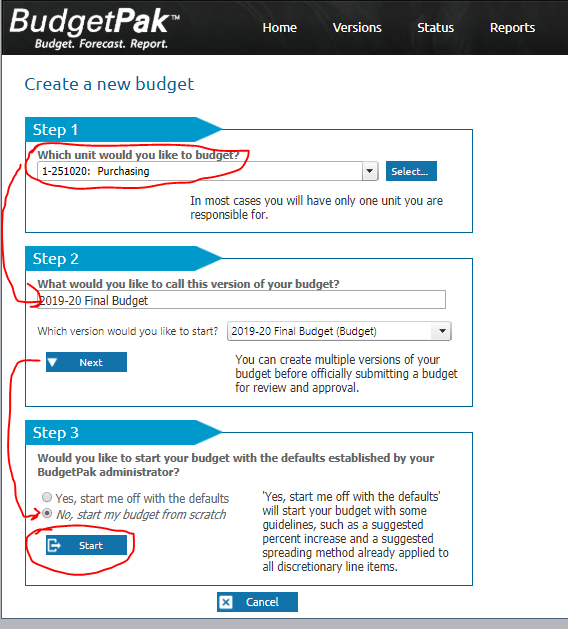 BudgetPak™
Budget. Forecast. Report.
Home Versions Status Reports
Create a new budget
Step 1
Which unit would you like to budget?
1-251020: Purchasing
Select...
In most cases you will have only one unit you are
responsible for.
Step 2
What would you like to call this version of your budget?
2019-20 Final Budget
Which version would you like to start? 2019-20 Final Budget (Budget)
Next
You can create multiple versions of your
budget before officially submitting a budget
for review and approval.
Step 3
Would you like to start your budget with the defaults established by your
BudgetPak administrator?
Yes, start me off with the defaults
No, start my budget from scratch
Start
'Yes, start me off with the defaults'
will start your budget with some
guidelines, such as a suggested
percent increase and a suggested
spreading method already applied to
all discretionary line items.
Cancel